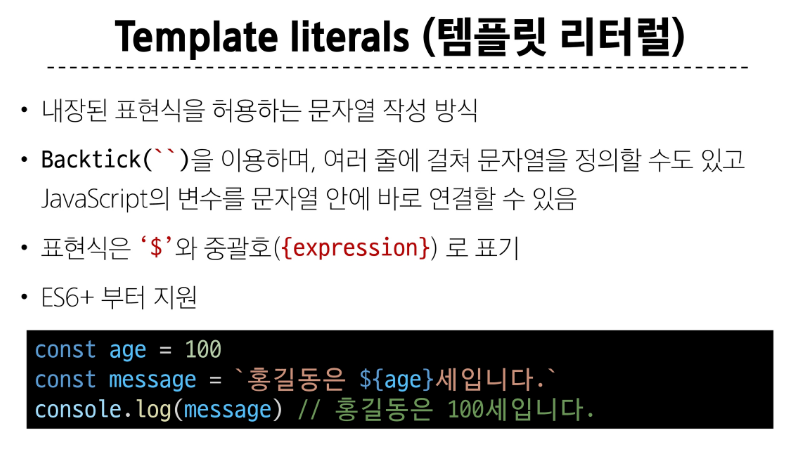 Template literals (템플릿 리터럴)
• 내장된 표현식을 허용하는 문자열 작성 방식
• Backtick(``)을 이용하며, 여러 줄에 걸쳐 문자열을 정의할 수도 있고
JavaScript의 변수를 문자열 안에 바로 연결할 수 있음
• 표현식은 ‘$’와 중괄호({expression}) 로 표기
• ES6+ 부터 지원
const age = 100
const message = `홍길동은 ${age}세입니다.`
console.log(message) // 홍길동은 100세입니다.